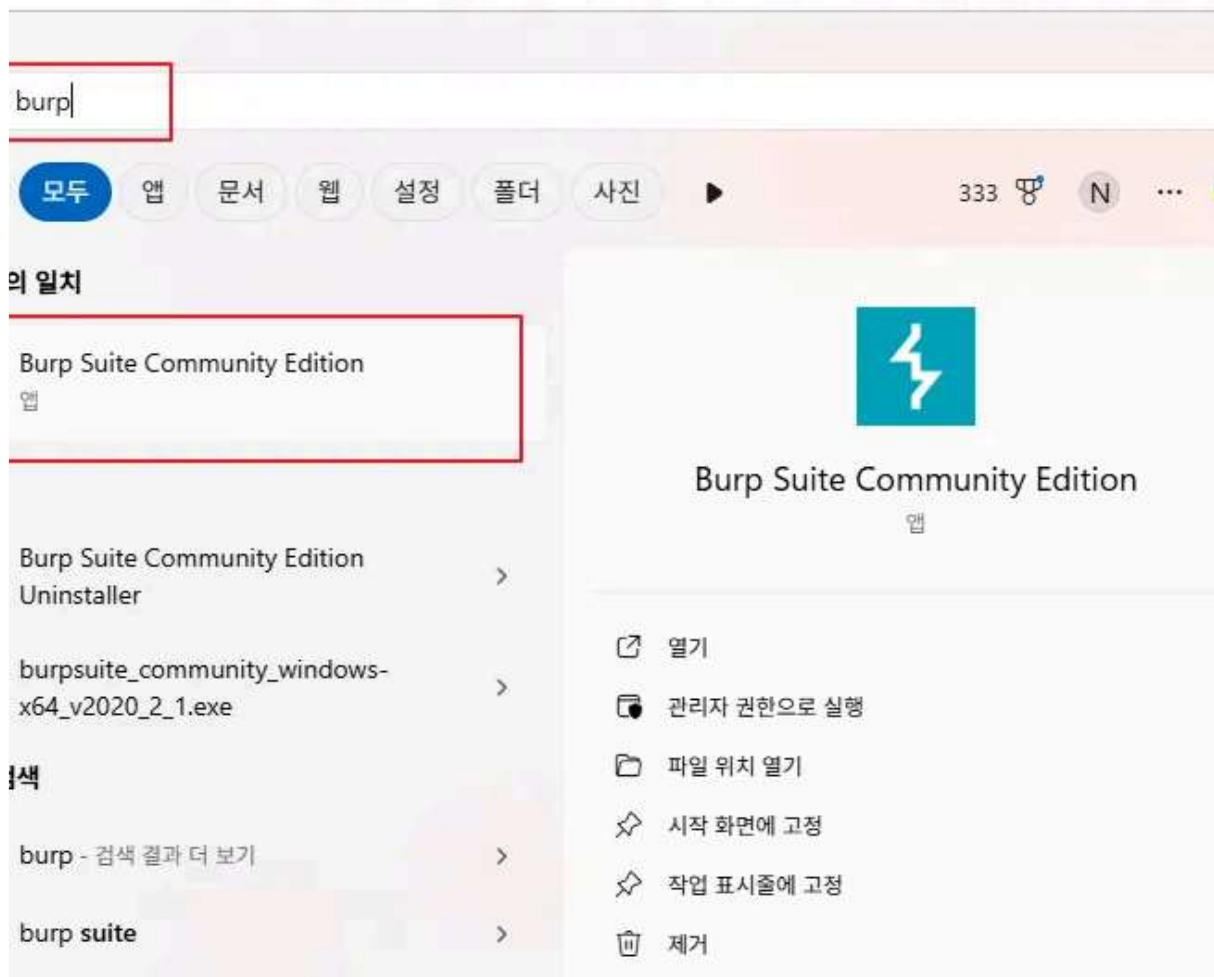 burp
모두 앱 문서 웹 설정 폴더 사진 333 N ...
의 일치
Burp Suite Community Edition
앱
Burp Suite Community Edition
Uninstaller
burpsuite_community_windows-
x64_v2020_2_1.exe
검색
burp - 검색 결과 더 보기
burp suite
Burp Suite Community Edition
앱
열기
관리자 권한으로 실행
파일 위치 열기
시작 화면에 고정
작업 표시줄에 고정
제거